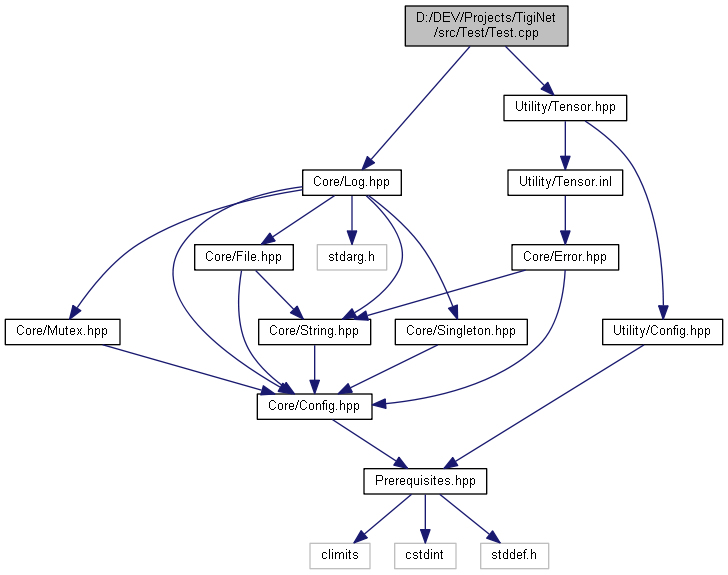 D:/DEV/Projects/TigiNet
/src/Test/Test.cpp
Utility/Tensor.hpp
Core/Log.hpp
Utility/Tensor.inl
Core/File.hpp
stdarg.h
Core/Error.hpp
Core/Mutex.hpp
Core/String.hpp
Core/Singleton.hpp
Utility/Config.hpp
Core/Config.hpp
Prerequisites.hpp
climits
cstdint
stddef.h